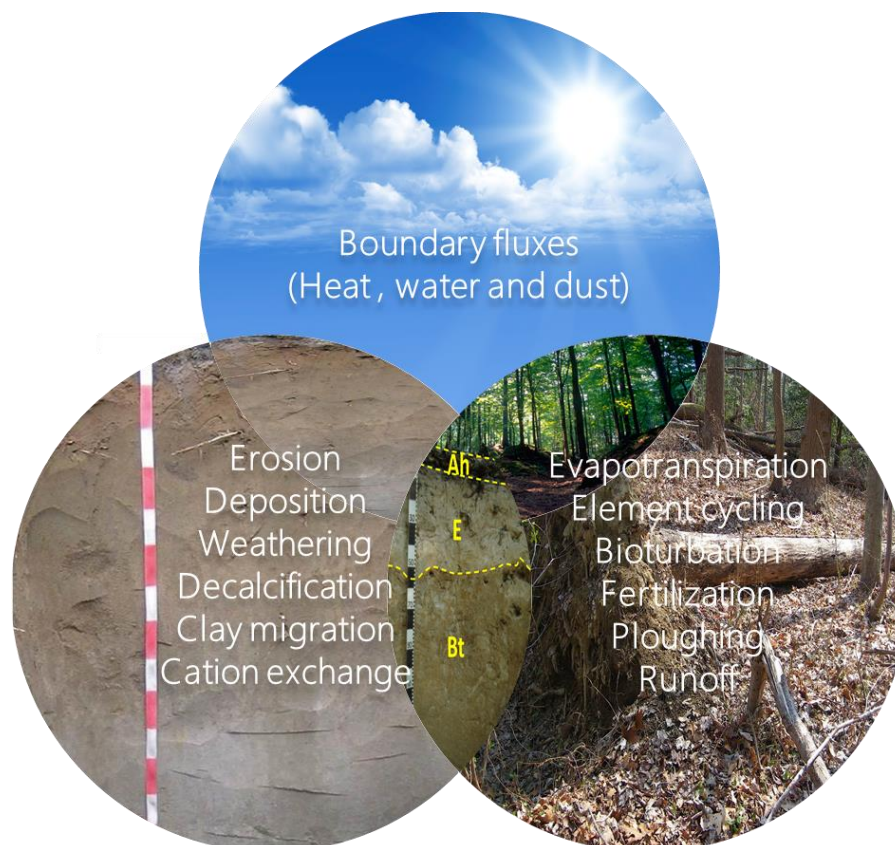 Boundary fluxes
(Heat , water and dust)
Erosion
Deposition
Weathering
Decalcification
Clay migration
Cation exchange
Ah
E
Bt
Evapotranspiration
Element cycling
Bioturbation
Fertilization
Ploughing
Runoff